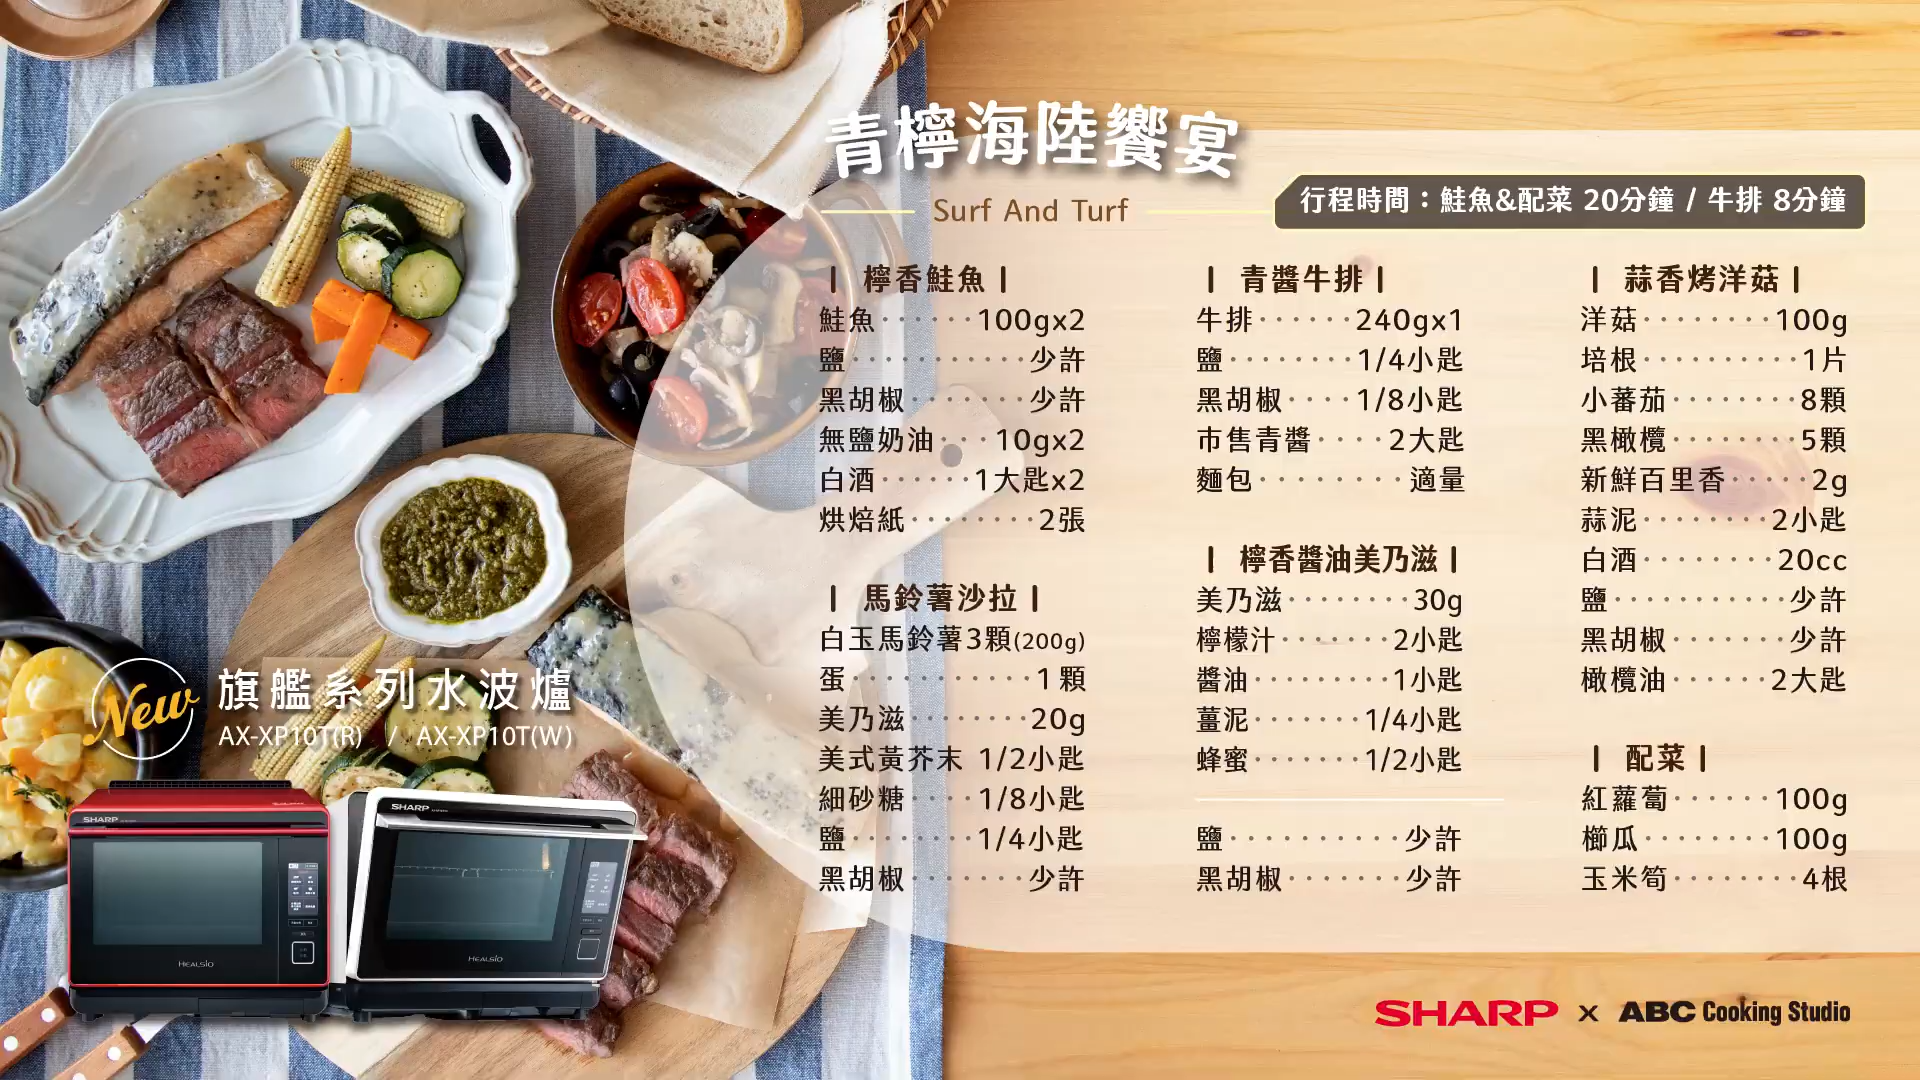 青檸海陸饗宴
Surf And Turf
行程時間：鮭魚&配菜 20分鐘 / 牛排 8分鐘
| 檸香鮭魚 |
鮭魚······100gx2
鹽···········少許
黑胡椒········少許
無鹽奶油····10gx2
白酒······1大匙x2
烘焙紙········2張
| 馬鈴薯沙拉 |
白玉馬鈴薯3顆(200g)
蛋············1顆
美乃滋········20g
美式黃芥末 1/2小匙
細砂糖····1/8小匙
鹽········1/4小匙
黑胡椒·······少許
| 青醬牛排 |
牛排······240gx1
鹽········1/4小匙
黑胡椒····1/8小匙
市售青醬····2大匙
麵包········適量
| 檸香醬油美乃滋 |
美乃滋········30g
檸檬汁·······2小匙
醬油·········1小匙
薑泥·······1/4小匙
蜂蜜·······1/2小匙
鹽··········少許
黑胡椒·······少許
| 蒜香烤洋菇 |
洋菇········100g
培根··········1片
小蕃茄········8顆
黑橄欖········5顆
新鮮百里香·····2g
蒜泥········2小匙
白酒········20cc
鹽···········少許
黑胡椒·······少許
橄欖油······2大匙
| 配菜 |
紅蘿蔔······100g
櫛瓜········100g
玉米筍········4根
New
旗艦系列水波爐
AX-XP10T(R) / AX-XP10T(W)
SHARP
HEALSIO
SHARP
HEALSIO
SHARP x ABC Cooking Studio